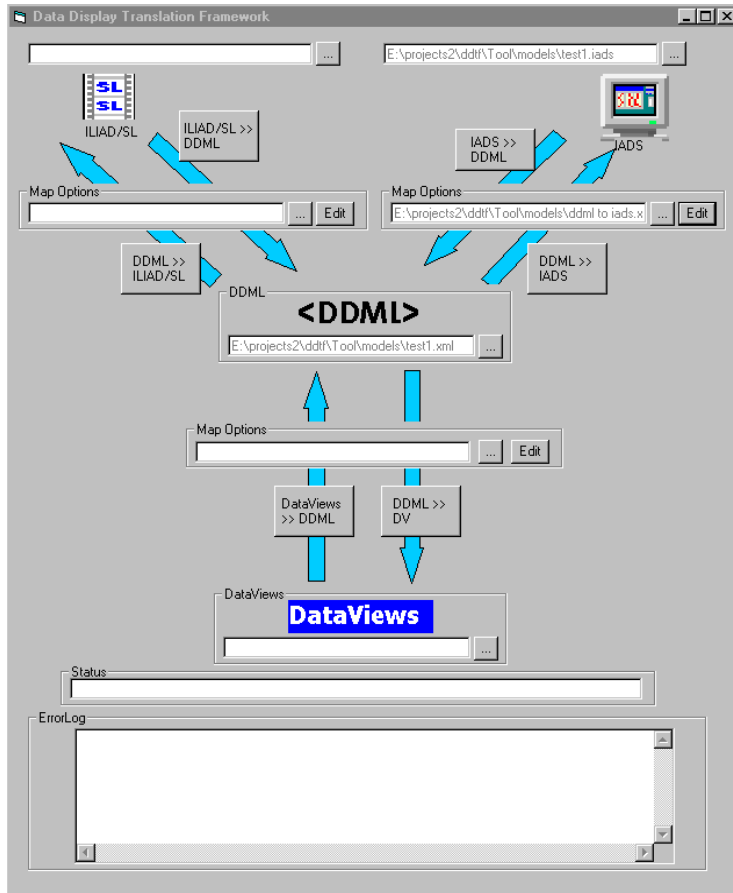 Data Display Translation Framework
...
E:\projects2\ddtf\Tool\models\test1.iads
...
SL
SL
ILIAD/SL
ILIAD/SL >>
DDML
IADS >>
DDML
IADS
Map Options
...
Edit
Map Options
E:\projects2\ddtf\Tool\models\ddml to iads.x
...
Edit
DDML >>
ILIAD/SL
DDML >>
IADS
DDML
<DDML>
E:\projects2\ddtf\Tool\models\test1.xml
...
Map Options
...
Edit
DataViews
>> DDML
DDML >>
DV
DataViews
DataViews
...
Status
ErrorLog